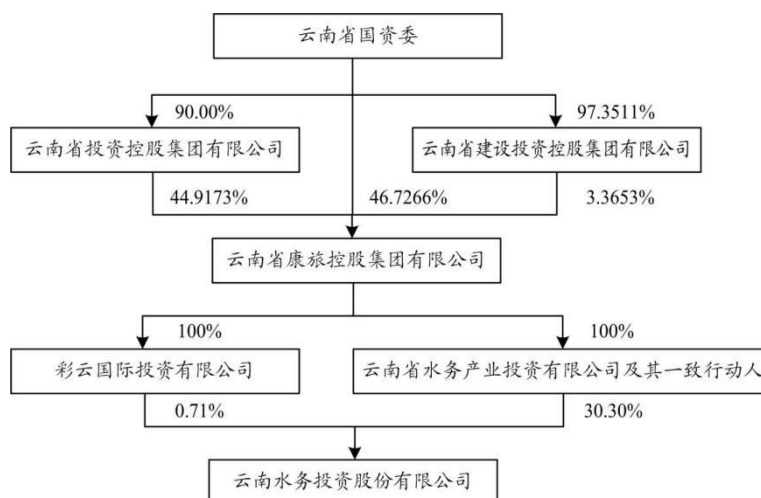 云南省国资委
90.00%
97.3511%
云南省投资控股集团有限公司
云南省建设投资控股集团有限公司
44.9173%
46.7266%
3.3653%
云南省康旅控股集团有限公司
100%
100%
彩云国际投资有限公司
云南省水务产业投资有限公司及其一致行动人
0.71%
30.30%
云南水务投资股份有限公司